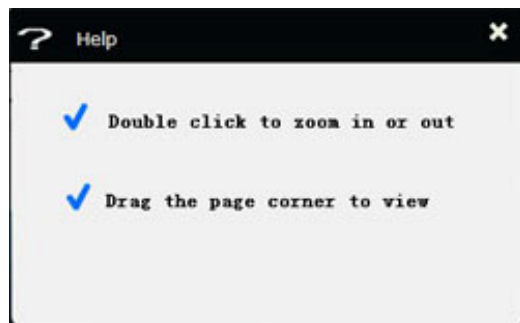 Help
Double click to zoom in or out
Drag the page corner to view